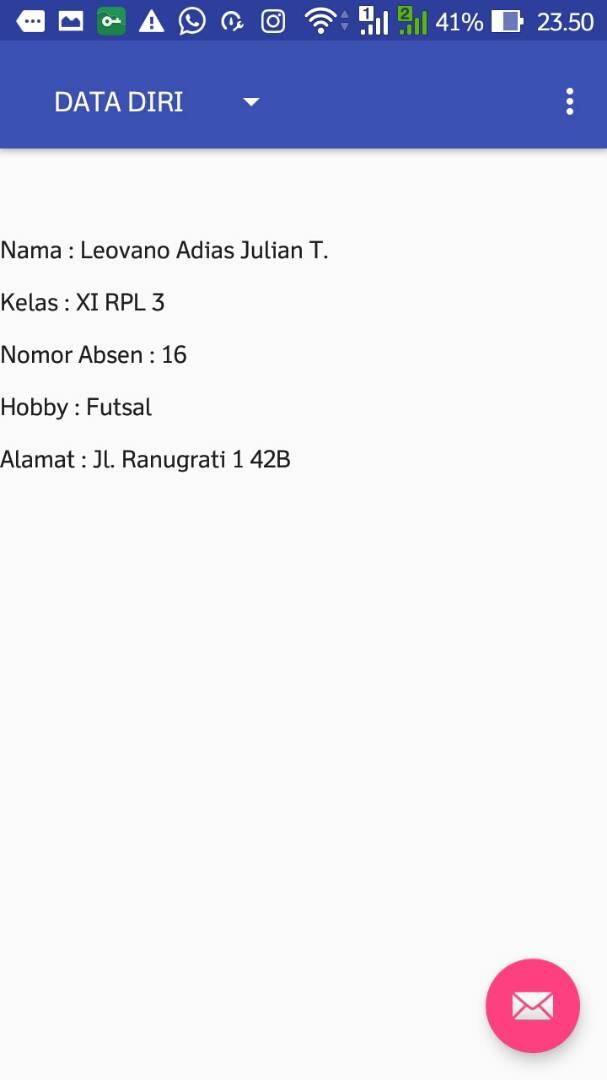 1 2 41% 23.50
DATA DIRI
Nama : Leovano Adias Julian T.
Kelas : XI RPL 3
Nomor Absen : 16
Hobby : Futsal
Alamat : Jl. Ranugrati 1 42B